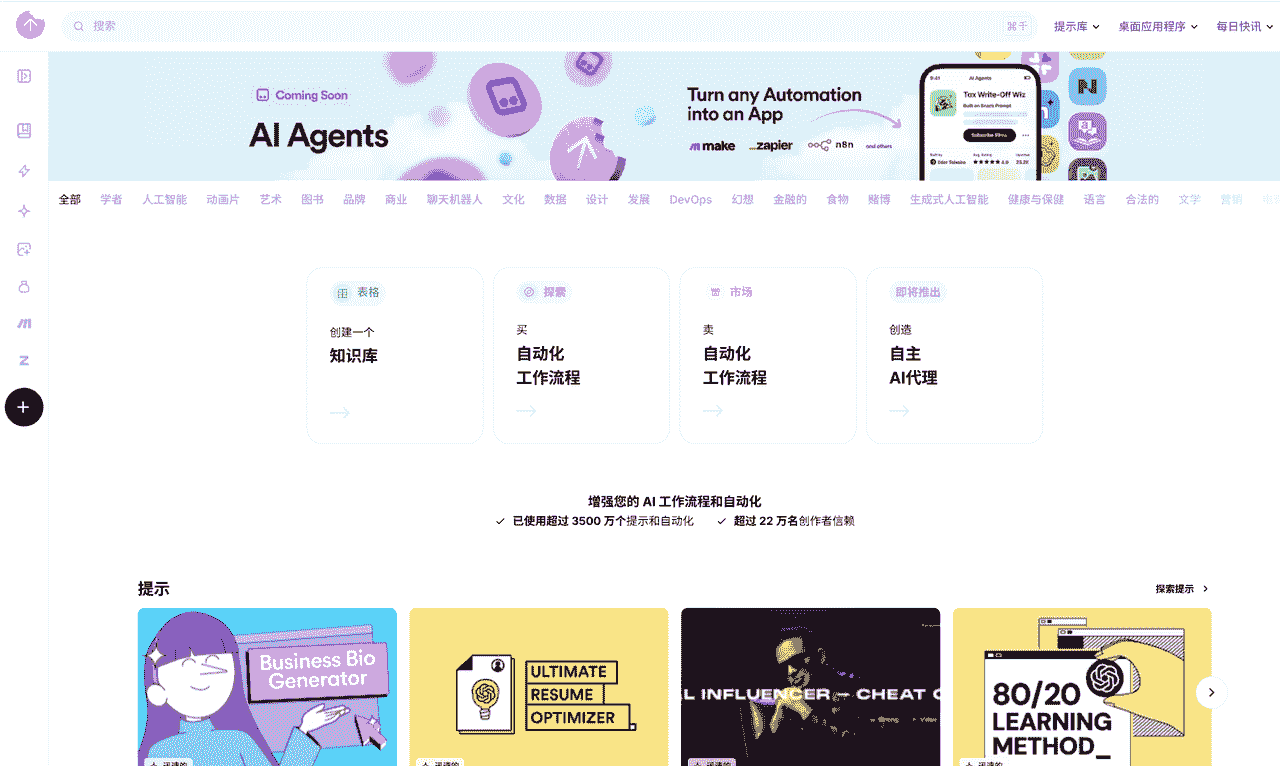 搜索
⌘千
提示库
桌面应用程序
每日快讯
Coming Soon
AI Agents
Turn any Automation
into an App
make
zapier
n8n
and others
9:41
AI Agents
Tax Write-Off Wiz
全部
学者
人工智能
动画片
艺术
图书
品牌
商业
聊天机器人
文化
数据
设计
发展
DevOps
幻想
金融的
食物
赌博
生成式人工智能
健康与保健
语言
合法的
文学
营销
表格
创建一个
知识库
探索
买
自动化
工作流程
市场
卖
自动化
工作流程
即将推出
创造
自主
AI代理
增强您的 AI 工作流程和自动化
已使用超过 3500 万个提示和自动化
超过 22 万名创作者信赖
提示
探索提示
Business Bio
Generator
ULTIMATE
RESUME
OPTIMIZER
L INFLUENCER — CHEAT
80/20
LEARNING
METHOD_